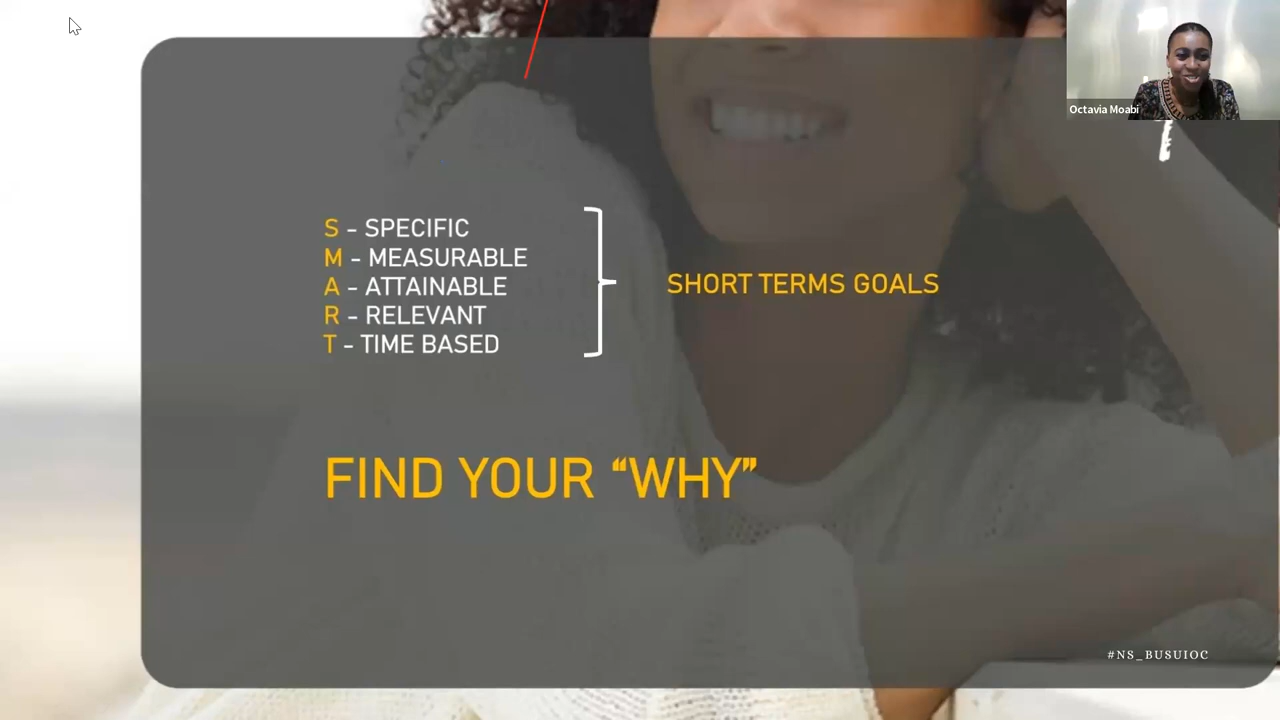 Octavia Moabi
S – SPECIFIC
M – MEASURABLE
A – ATTAINABLE
R – RELEVANT
T – TIME BASED
SHORT TERMS GOALS
FIND YOUR “WHY”
#NS_BUSUIOC